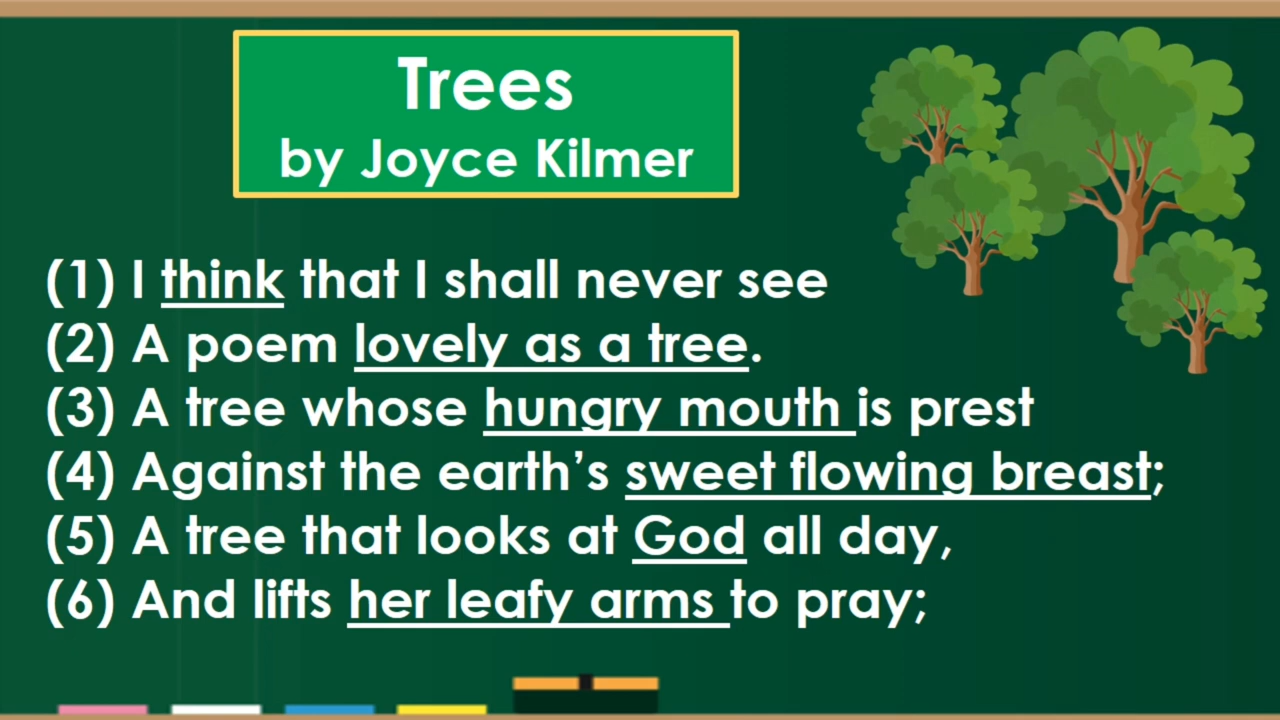 Trees
by Joyce Kilmer
(1) I think that I shall never see
(2) A poem lovely as a tree.
(3) A tree whose hungry mouth is prest
(4) Against the earth’s sweet flowing breast;
(5) A tree that looks at God all day,
(6) And lifts her leafy arms to pray;